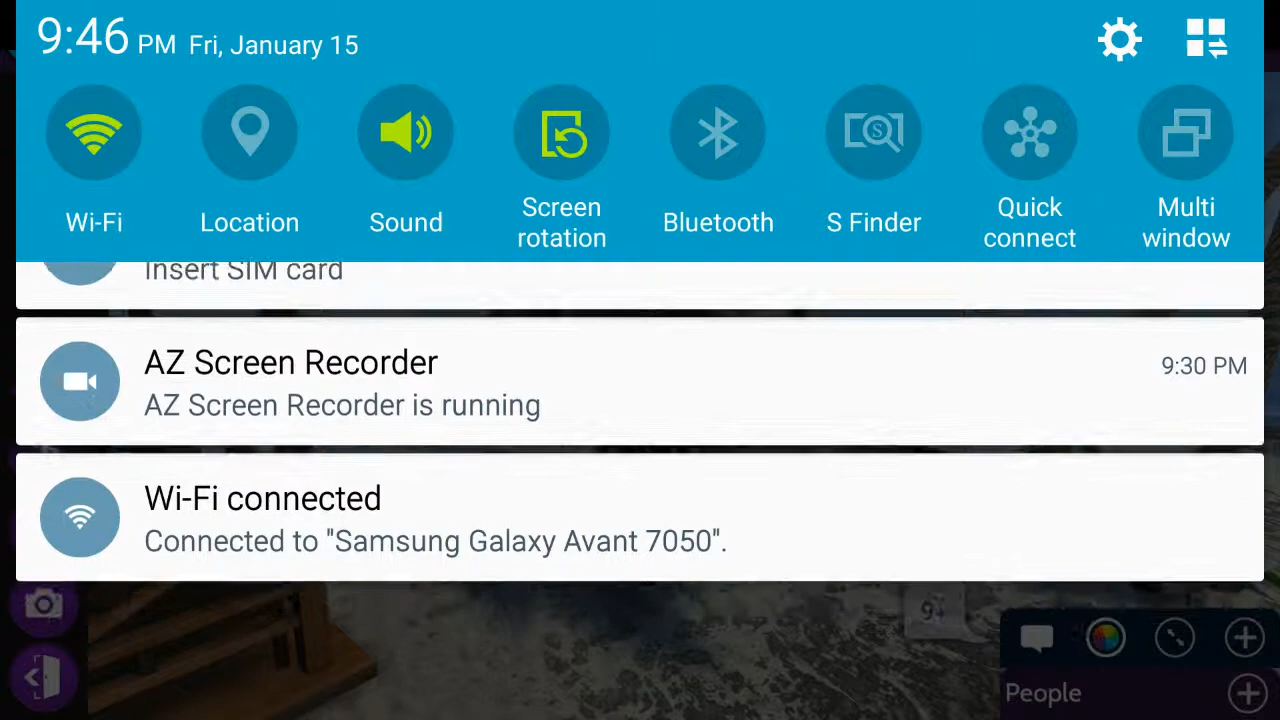 9:46 PM Fri, January 15
Wi-Fi
Location
Sound
Screen
rotation
Bluetooth
S Finder
Quick
connect
Multi
window
Insert SIM card
AZ Screen Recorder
9:30 PM
AZ Screen Recorder is running
Wi-Fi connected
Connected to "Samsung Galaxy Avant 7050".
People